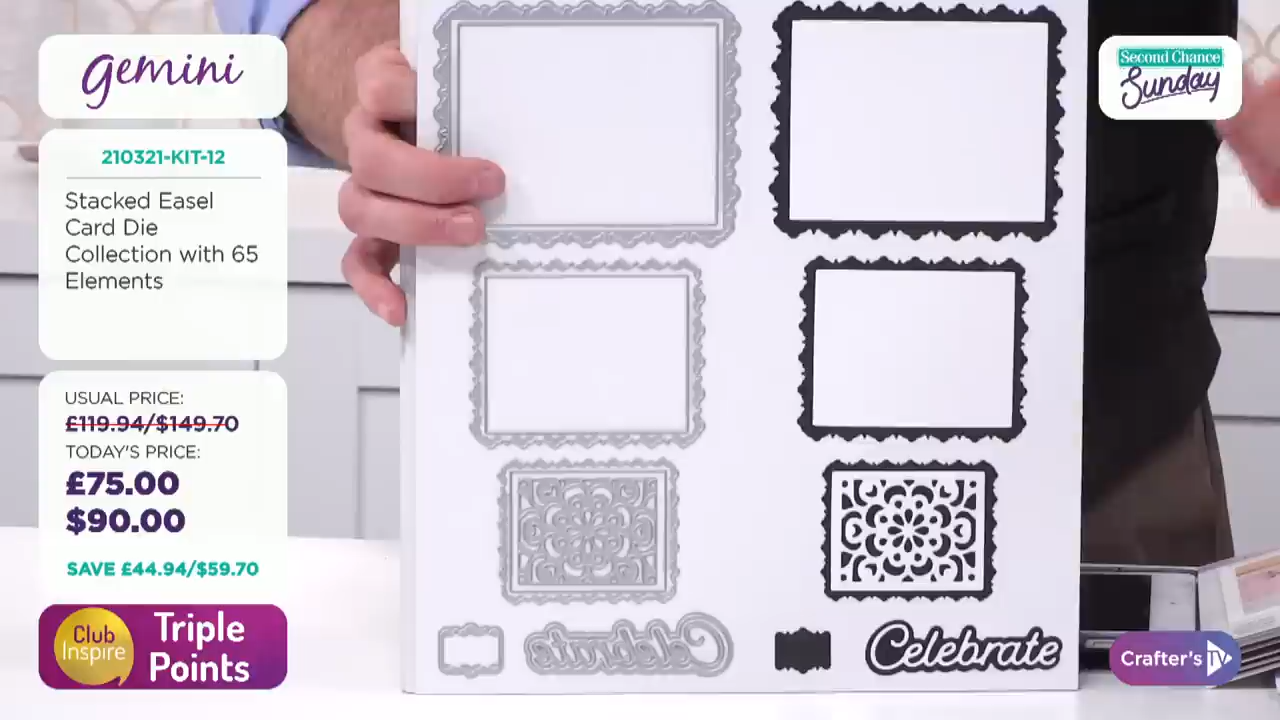 gemini
210321-KIT-12
Stacked Easel
Card Die
Collection with 65
Elements
USUAL PRICE:
£119.94/$149.70
TODAY'S PRICE:
£75.00
$90.00
SAVE £44.94/$59.70
Club
Inspire
Triple
Points
Second Chance
Sunday
Celebrate
Celebrate
Crafter's TV